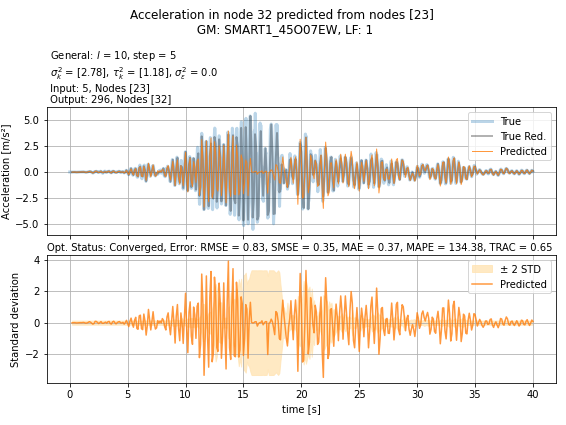 Acceleration in node 32 predicted from nodes [23]
GM: SMART1_45O07EW, LF: 1
General: l = 10, step = 5
σ²ₖ = [2.78], τ²ₖ = [1.18], σ²ε = 0.0
Input: 5, Nodes [23]
Output: 296, Nodes [32]
Acceleration [m/s²]
5.0
2.5
0.0
−2.5
−5.0
True
True Red.
Predicted
Opt. Status: Converged, Error: RMSE = 0.83, SMSE = 0.35, MAE = 0.37, MAPE = 134.38, TRAC = 0.65
Standard deviation
4
2
0
−2
± 2 STD
Predicted
0 5 10 15 20 25 30 35 40
time [s]